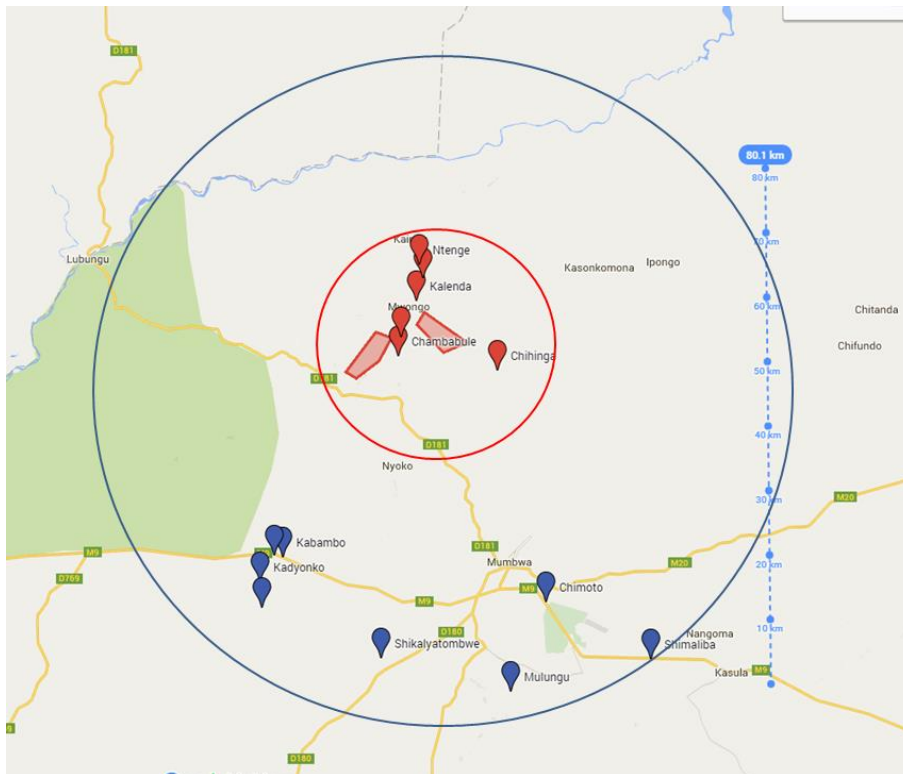 D181
80.1 km
80 km
70 km
Ntenge
Lubungu
Kasonkomona
Ipongo
Kalenda
60 km
Mwongo
Chitanda
Chambabule
Chifundo
Chihinga
50 km
D181
40 km
D181
Nyoko
30 km
M20
Kabambo
D181
M9
20 km
Mumbwa
M20
Kadyonko
D769
M9
Chimoto
M9
10 km
D180
Nangoma
Shikalyatombwe
Shimaliba
Kasula
M9
Mulungu
D180